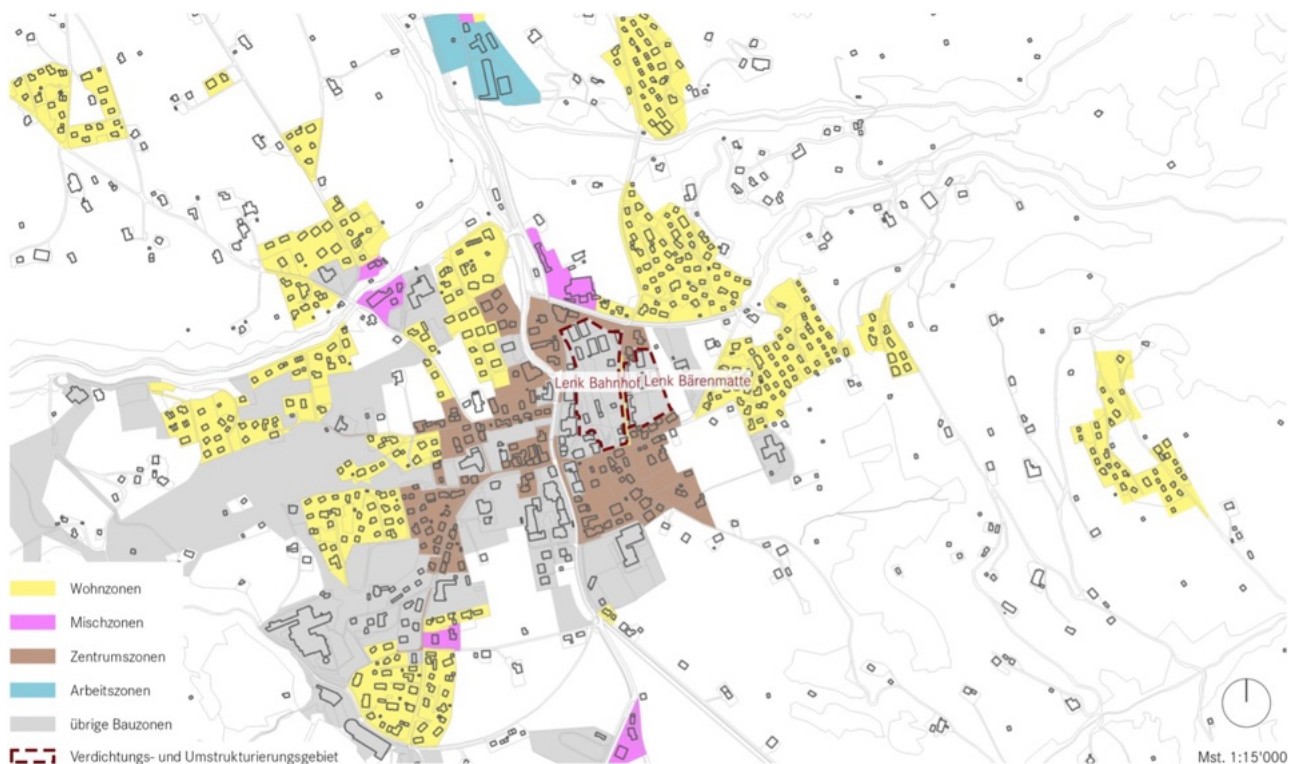 Lenk Bahnhof Lenk Bärenmatte
Wohnzonen
Mischzonen
Zentrumszonen
Arbeitszonen
übrige Bauzonen
Verdichtungs- und Umstrukturierungsgebiet
Mst. 1:15'000